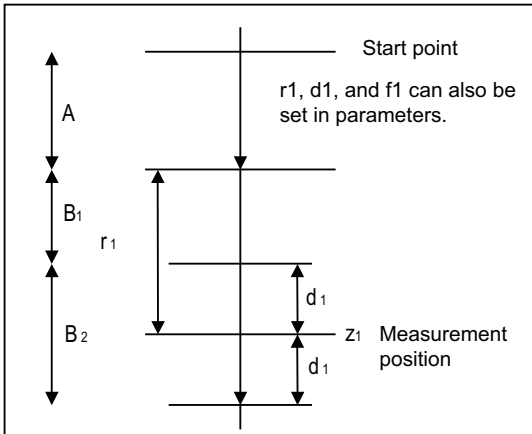 Start point
r1, d1, and f1 can also be
set in parameters.
A
B1
r1
d1
B2
z1 Measurement
position
d1